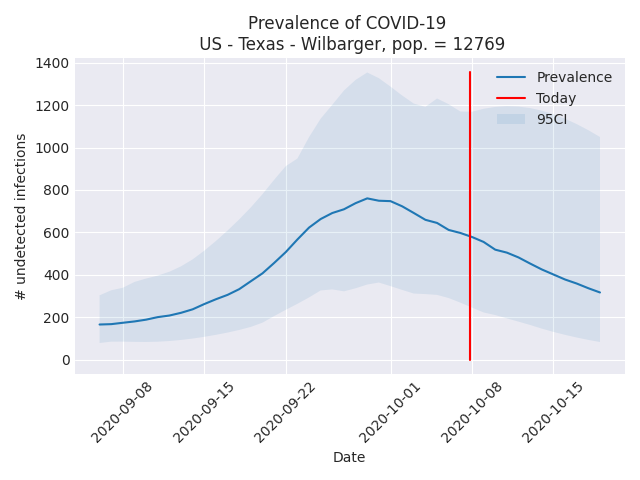 Prevalence of COVID-19
US - Texas - Wilbarger, pop. = 12769
1400
1200
1000
800
600
400
200
0
# undetected infections
Prevalence
Today
95CI
2020-09-08
2020-09-15
2020-09-22
2020-10-01
2020-10-08
2020-10-15
Date